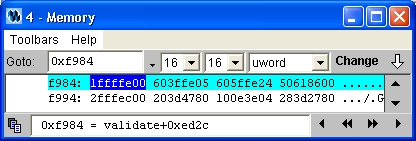 4 - Memory
Toolbars Help
Goto: 0xf984 16 16 uword Change
f984: 1ffffe00 603ffe05 605ffe24 50618600 ......
f994: 2fffec00 203d4780 100e3e04 283d2780 .../.G
0xf984 = validate+0xed2c